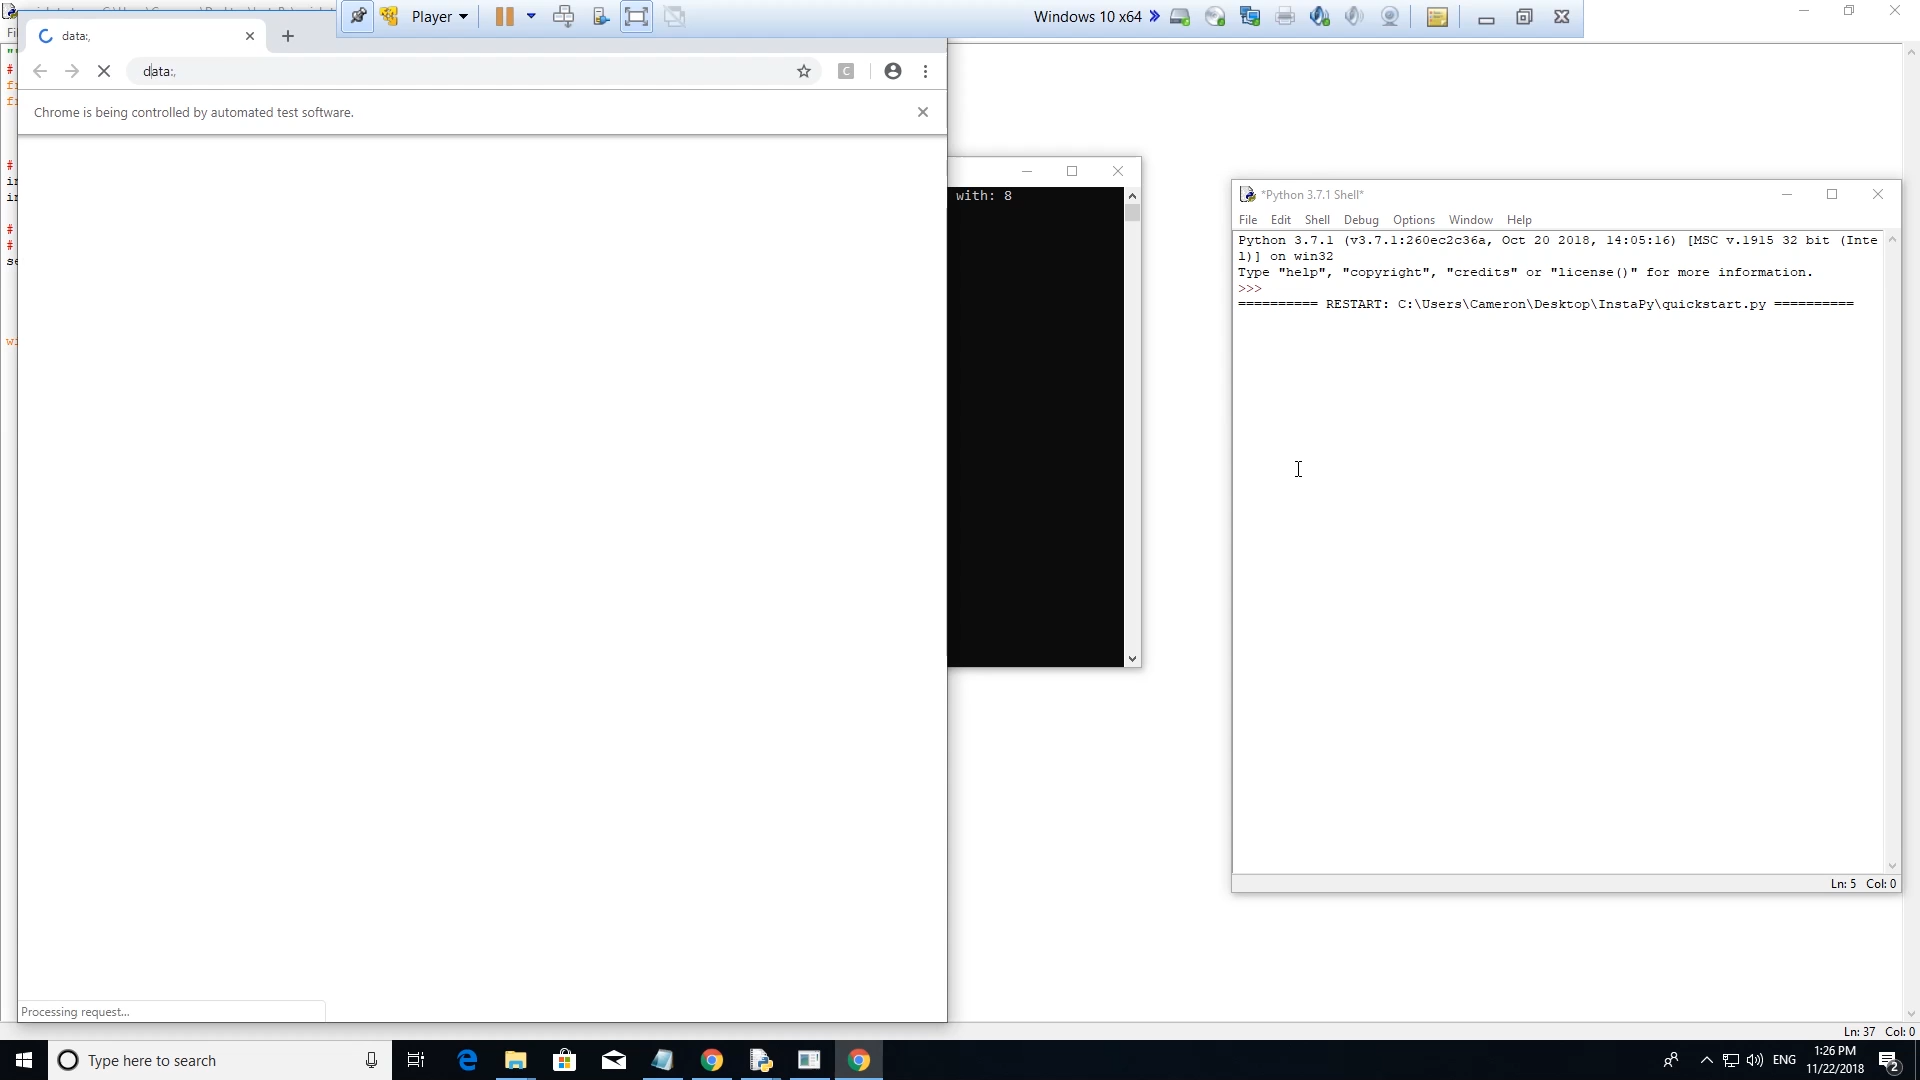 Player
Windows 10 x64
data:,
data:,
Chrome is being controlled by automated test software.
with: 8
*Python 3.7.1 Shell*
File Edit Shell Debug Options Window Help
Python 3.7.1 (v3.7.1:260ec2c36a, Oct 20 2018, 14:05:16) [MSC v.1915 32 bit (Inte
l)] on win32
Type "help", "copyright", "credits" or "license()" for more information.
>>>
========== RESTART: C:\Users\Cameron\Desktop\InstaPy\quickstart.py ==========
Ln: 5 Col: 0
Processing request...
Ln: 37 Col: 0
Type here to search
ENG
1:26 PM
11/22/2018
2